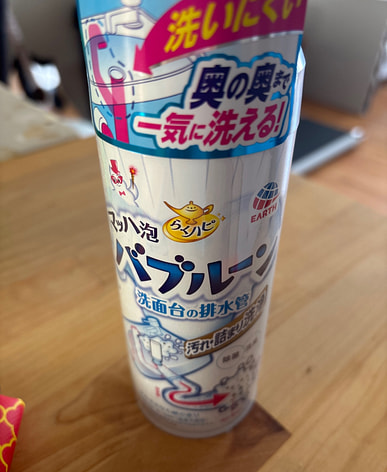 洗いにくい
奥の奥まで
一気に洗える!
らくハピ
EARTH
マッハ泡
バブルーン
洗面台の排水管
汚れ・詰まり